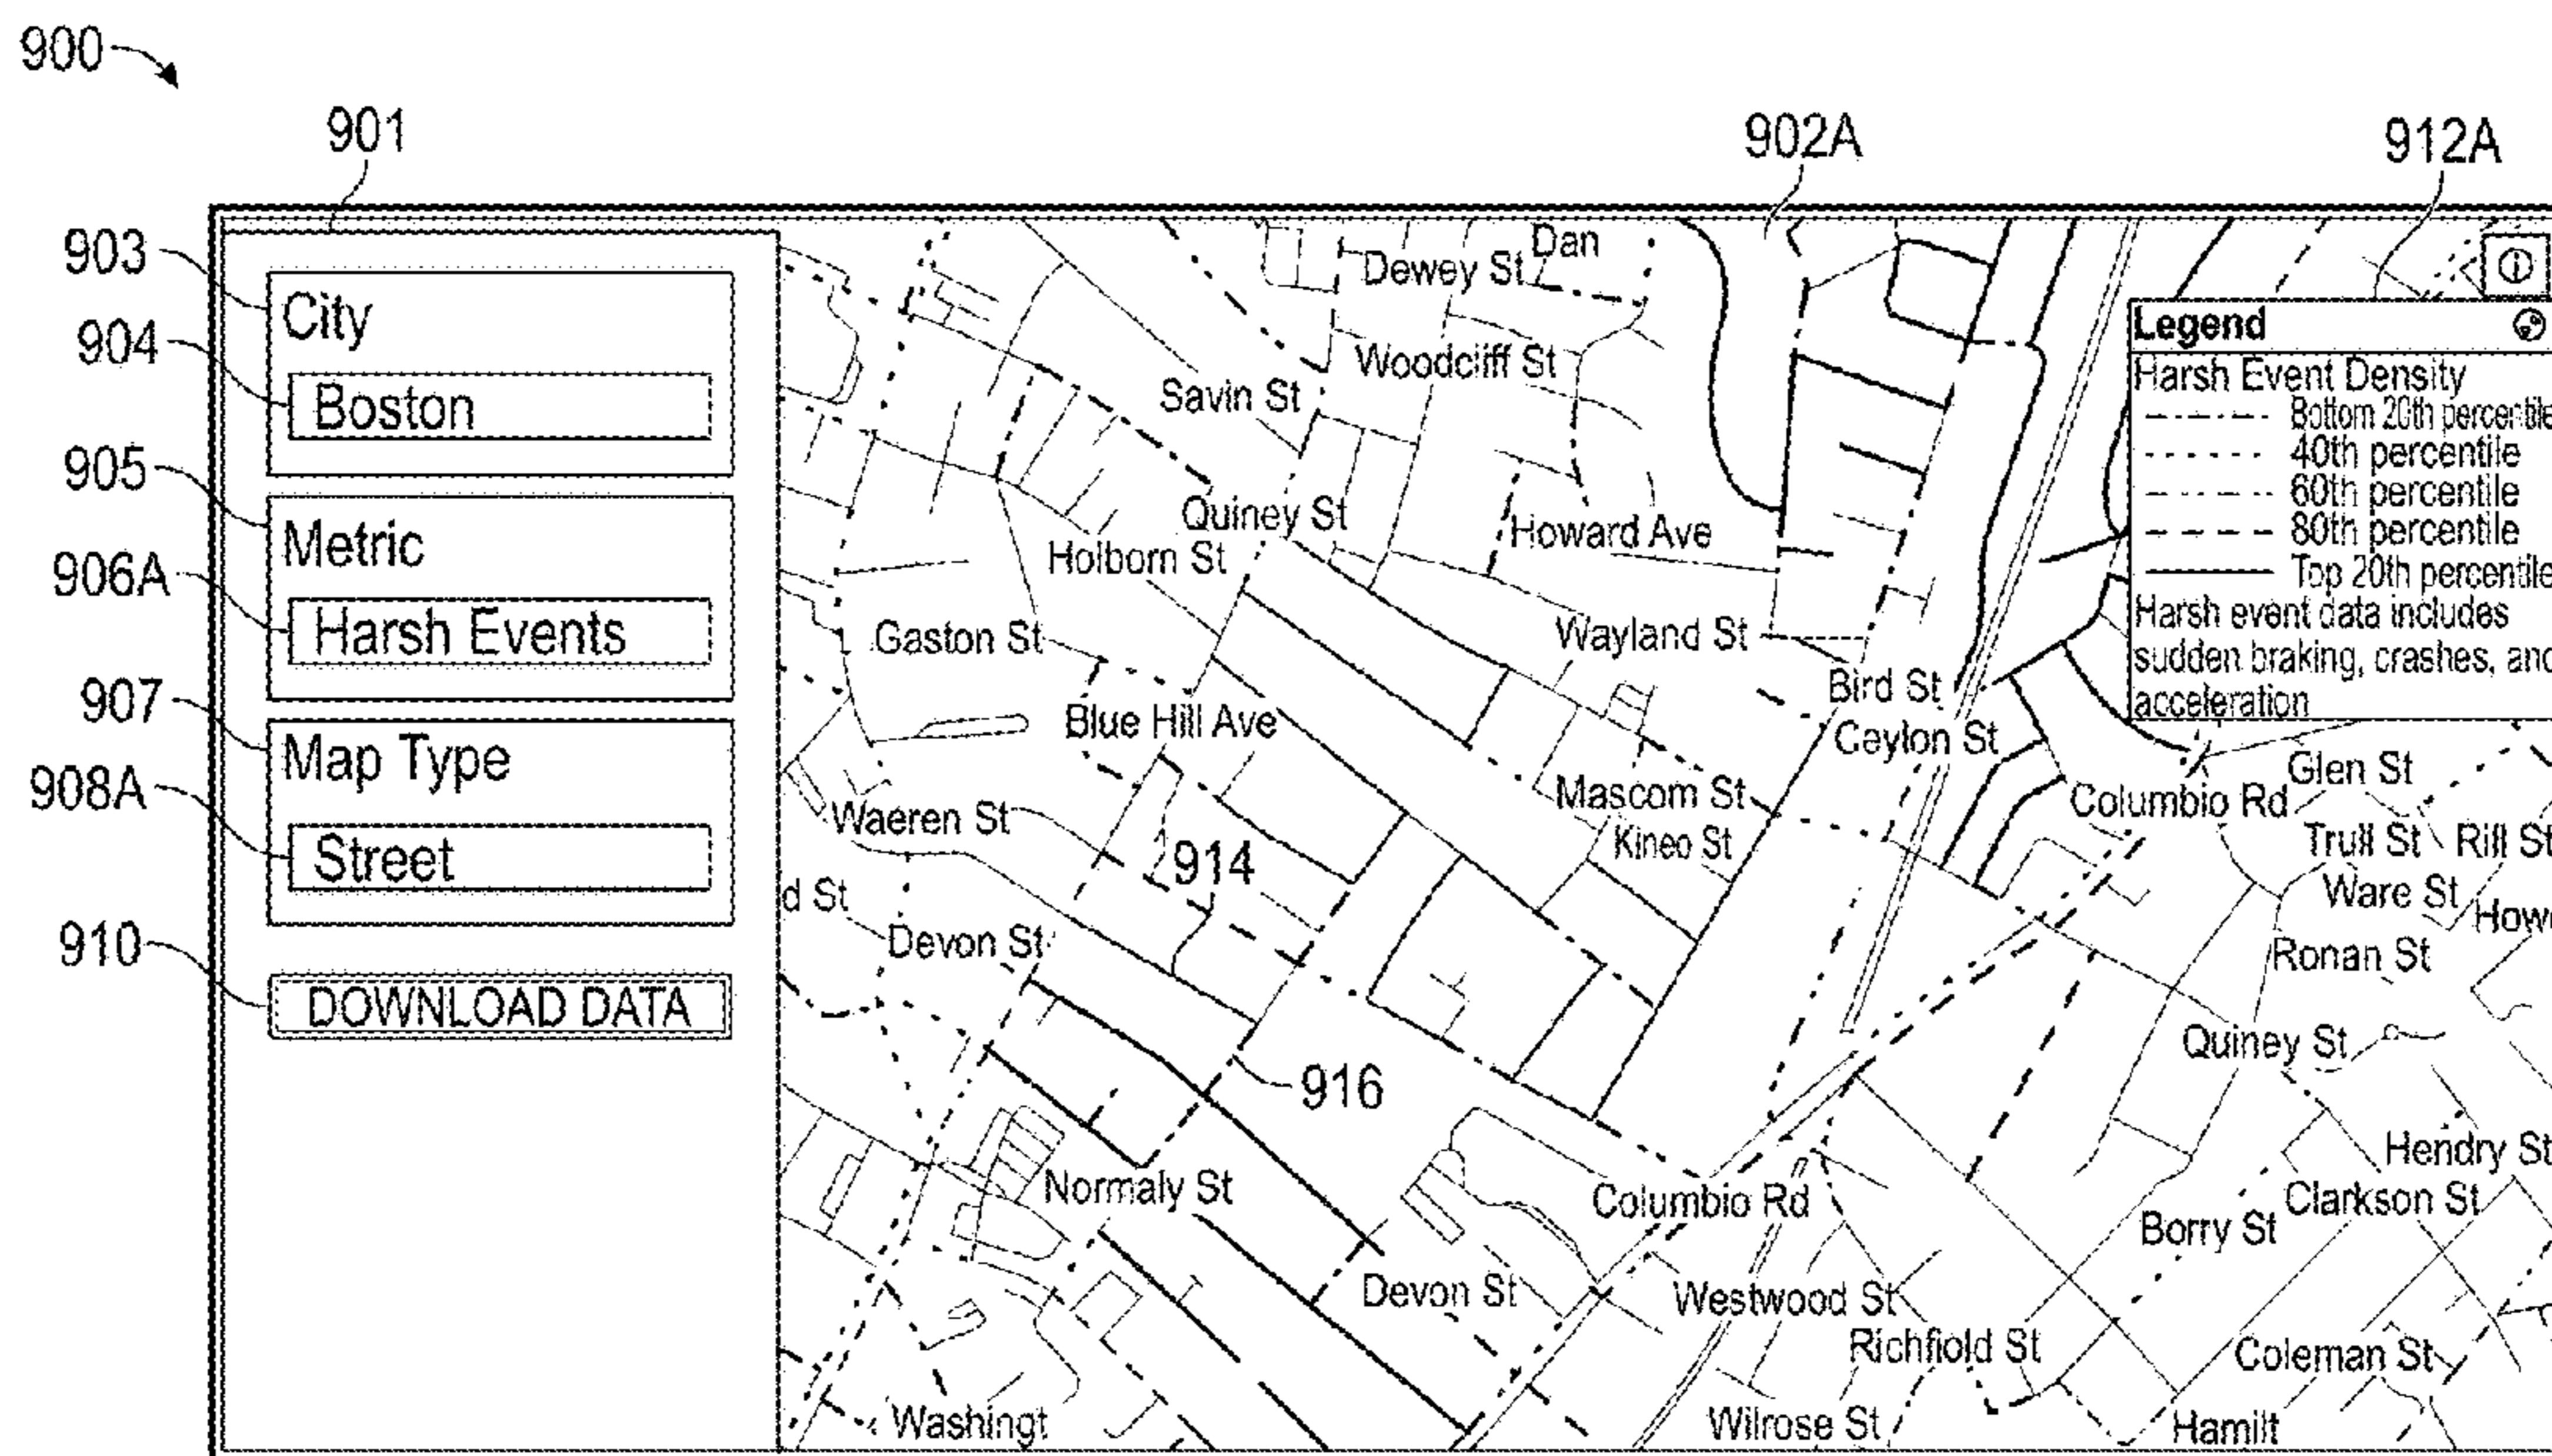 900
901
902A
912A
903
City
904
Boston
905
Metric
906A
Harsh Events
907
Map Type
908A
Street
910
DOWNLOAD DATA
Dan
Dewey St
Woodcliff St
Savin St
Quiney St
Howard Ave
Holborn St
Gaston St
Wayland St
Bird St
Blue Hill Ave
Ceylon St
Mascom St
Waeren St
Kineo St
914
d St
Devon St
916
Normaly St
Columbio Rd
Devon St
Westwood St
Richfiold St
Washingt
Wilrose St
Legend
Harsh Event Density
Bottom 20th percentile
40th percentile
60th percentile
80th percentile
Top 20th percentile
Harsh event data includes
sudden braking, crashes, and
acceleration
Glen St
Columbio Rd
Trull St
Rill St
Ware St
Howe
Ronan St
Quiney St
Hendry St
Clarkson St
Borry St
Coleman St
Hamilt